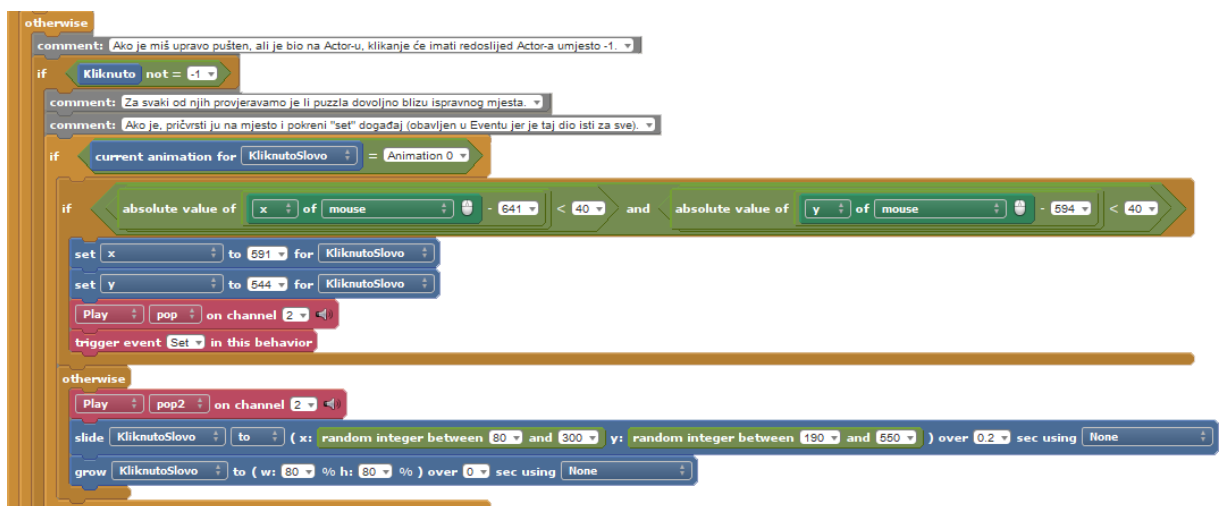 otherwise
comment: Ako je miš upravo pušten, ali je bio na Actor-u, klikanje će imati redoslijed Actor-a umjesto -1.
if Kliknuto not = -1
comment: Za svaki od njih provjeravamo je li puzzla dovoljno blizu ispravnog mjesta.
comment: Ako je, pričvrsti ju na mjesto i pokreni "set" događaj (obavljen u Eventu jer je taj dio isti za sve).
if current animation for KliknutoSlovo = Animation 0
if absolute value of x of mouse - 641 < 40 and absolute value of y of mouse - 594 < 40
set x to 591 for KliknutoSlovo
set y to 544 for KliknutoSlovo
Play pop on channel 2
trigger event Set in this behavior
otherwise
Play pop2 on channel 2
slide KliknutoSlovo to ( x: random integer between 80 and 300 y: random integer between 190 and 550 ) over 0.2 sec using None
grow KliknutoSlovo to ( w: 80 % h: 80 % ) over 0 sec using None